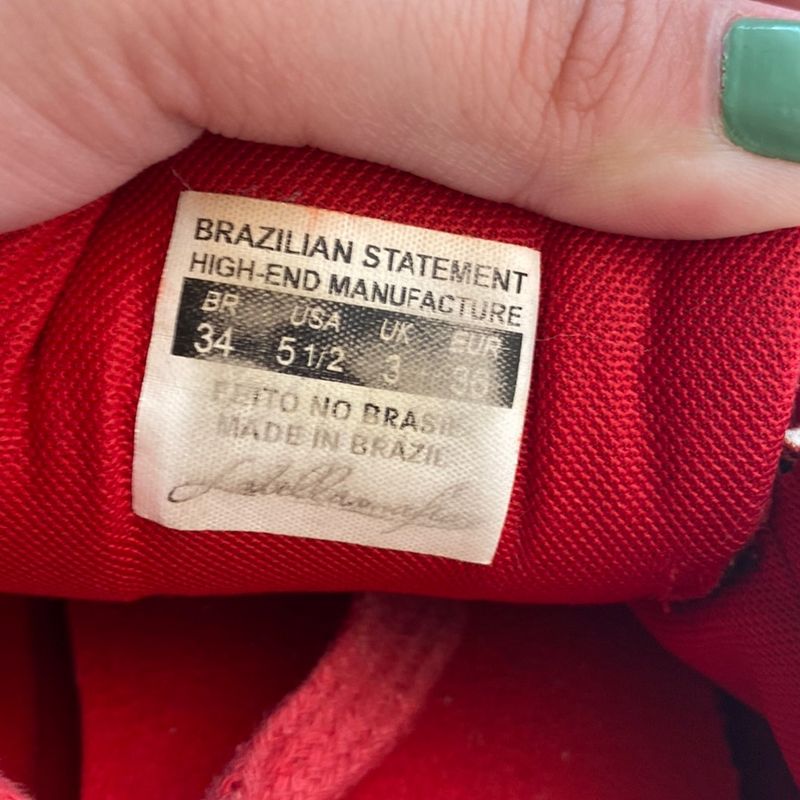 BRAZILIAN STATEMENT
HIGH-END MANUFACTURE
BR USA UK EUR
34 5 1/2 3 36
FEITO NO BRASIL
MADE IN BRAZIL